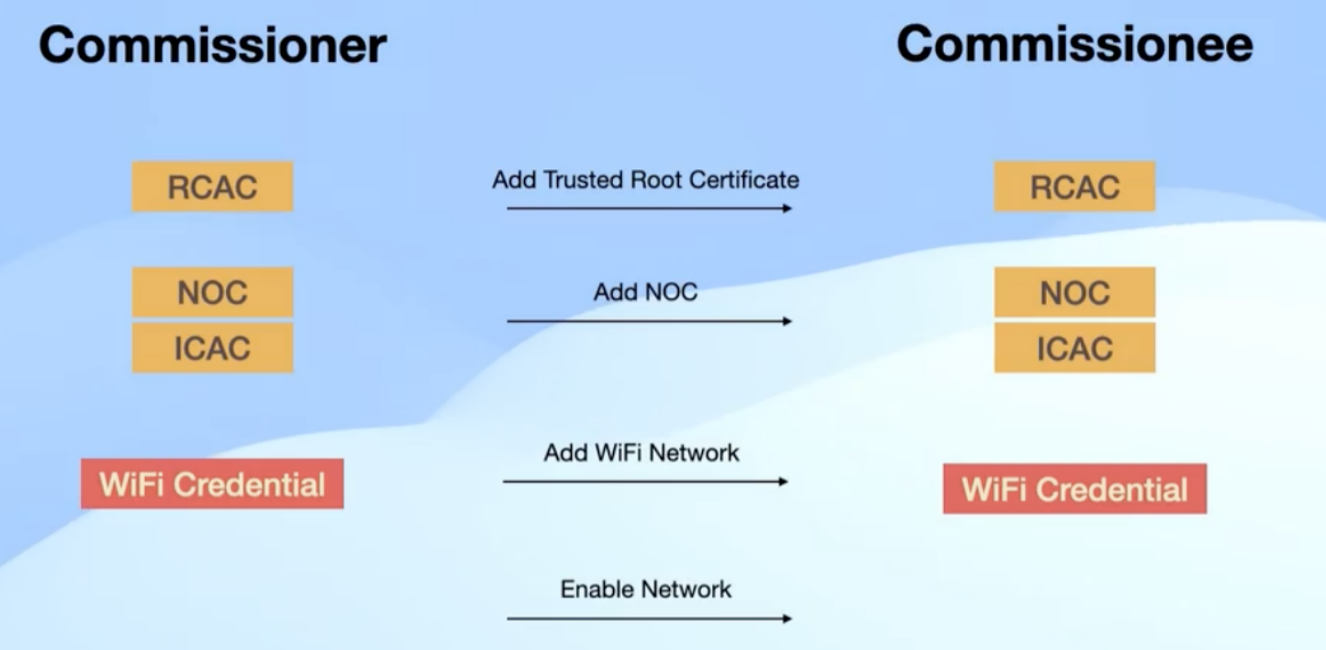 Commissioner
Commissionee
RCAC
Add Trusted Root Certificate
RCAC
NOC
Add NOC
NOC
ICAC
ICAC
WiFi Credential
Add WiFi Network
WiFi Credential
Enable Network